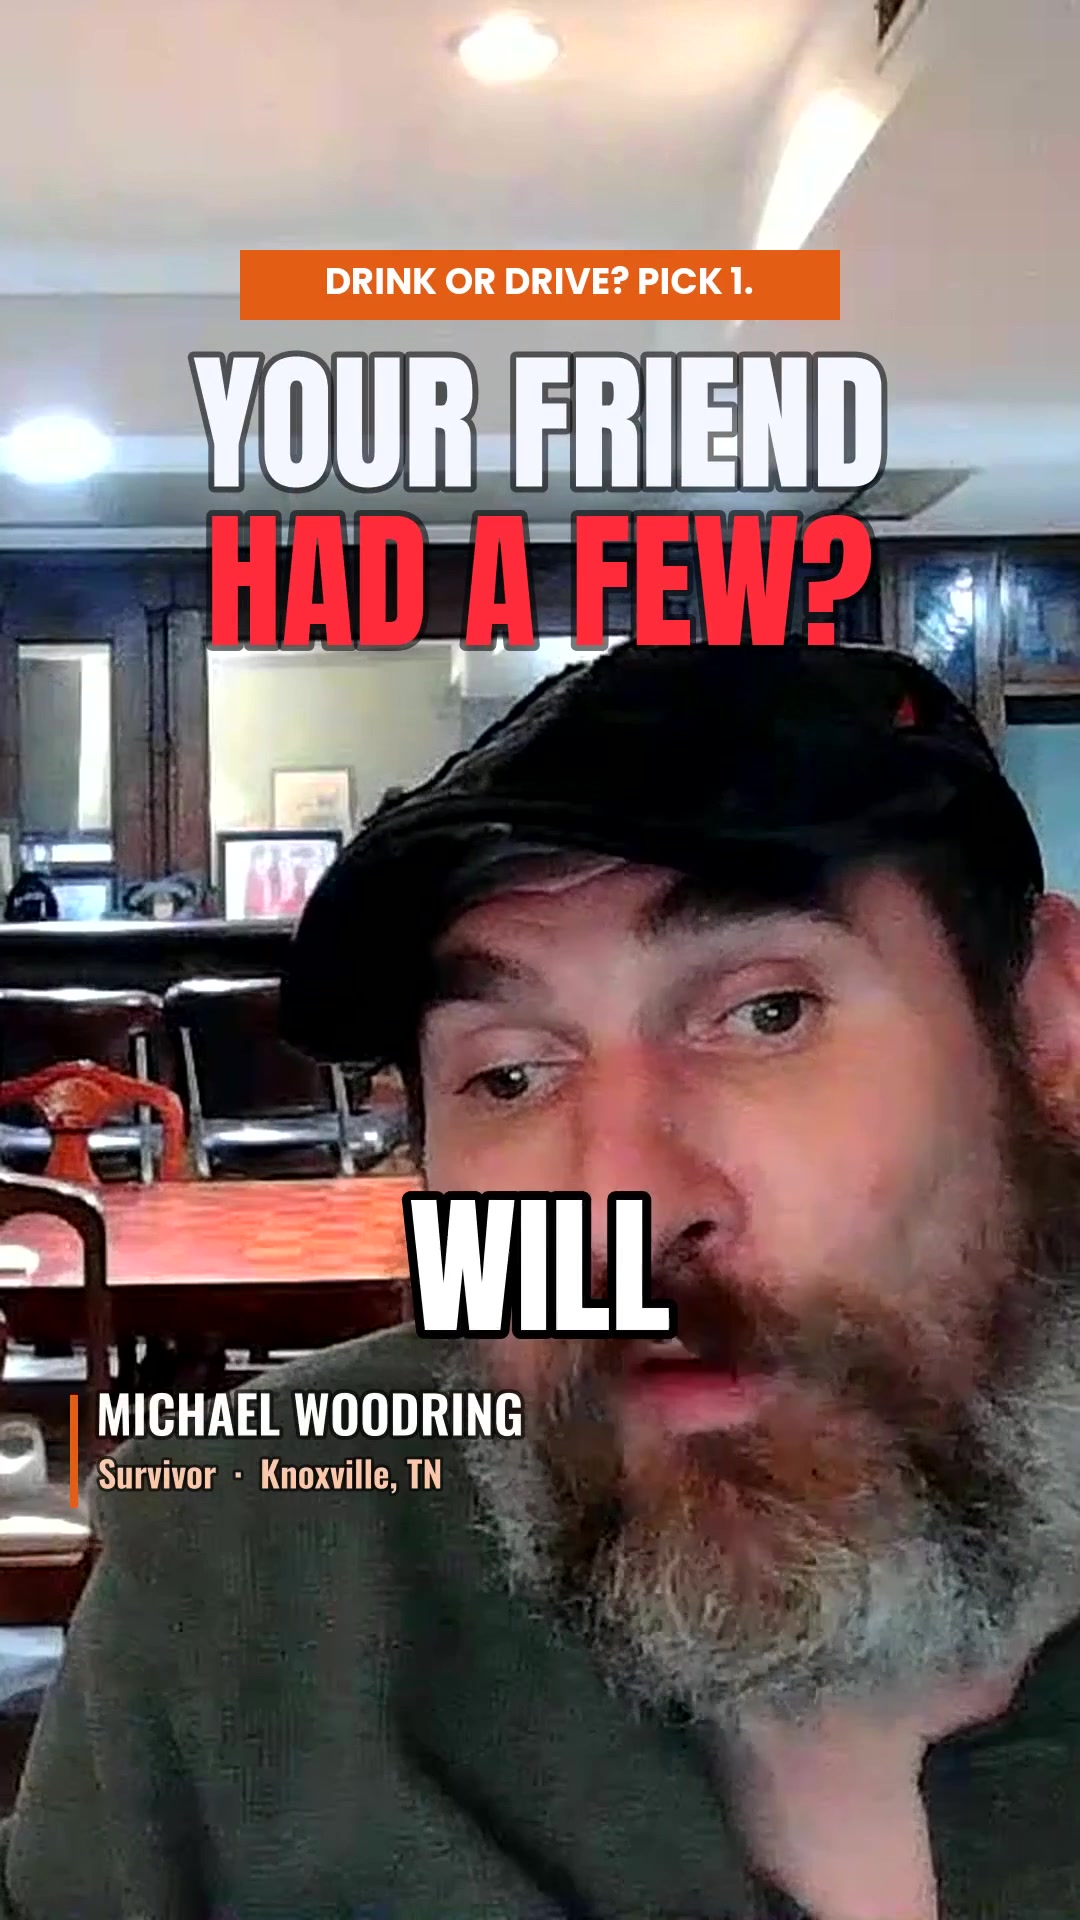 DRINK OR DRIVE? PICK 1.
YOUR FRIEND
HAD A FEW?
WILL
MICHAEL WOODRING
Survivor · Knoxville, TN